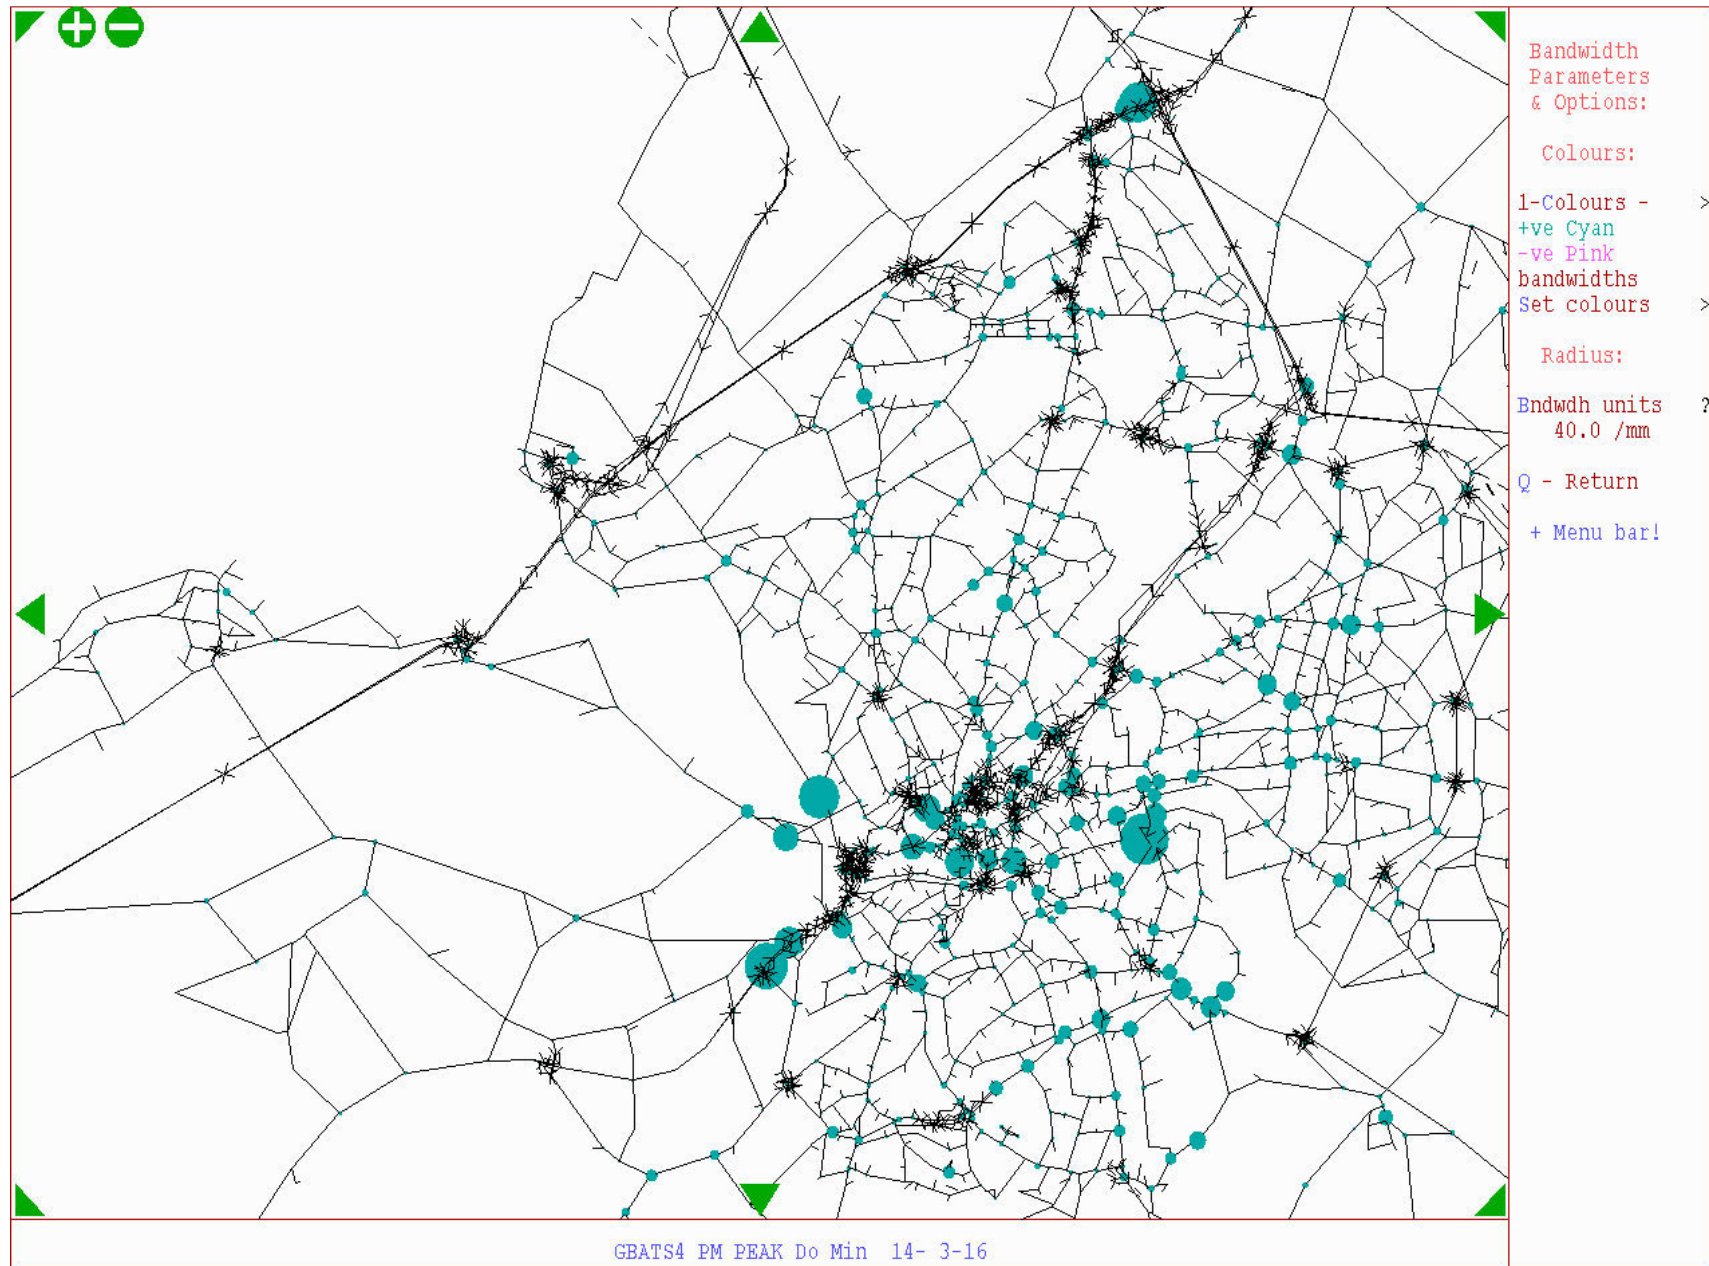 Bandwidth
Parameters
& Options:
Colours:
1-Colours - >
+ve Cyan
-ve Pink
bandwidths
Set colours >
Radius:
Bndwdh units ?
40.0 /mm
Q - Return
+ Menu bar!
GBATS4 PM PEAK Do Min 14- 3-16